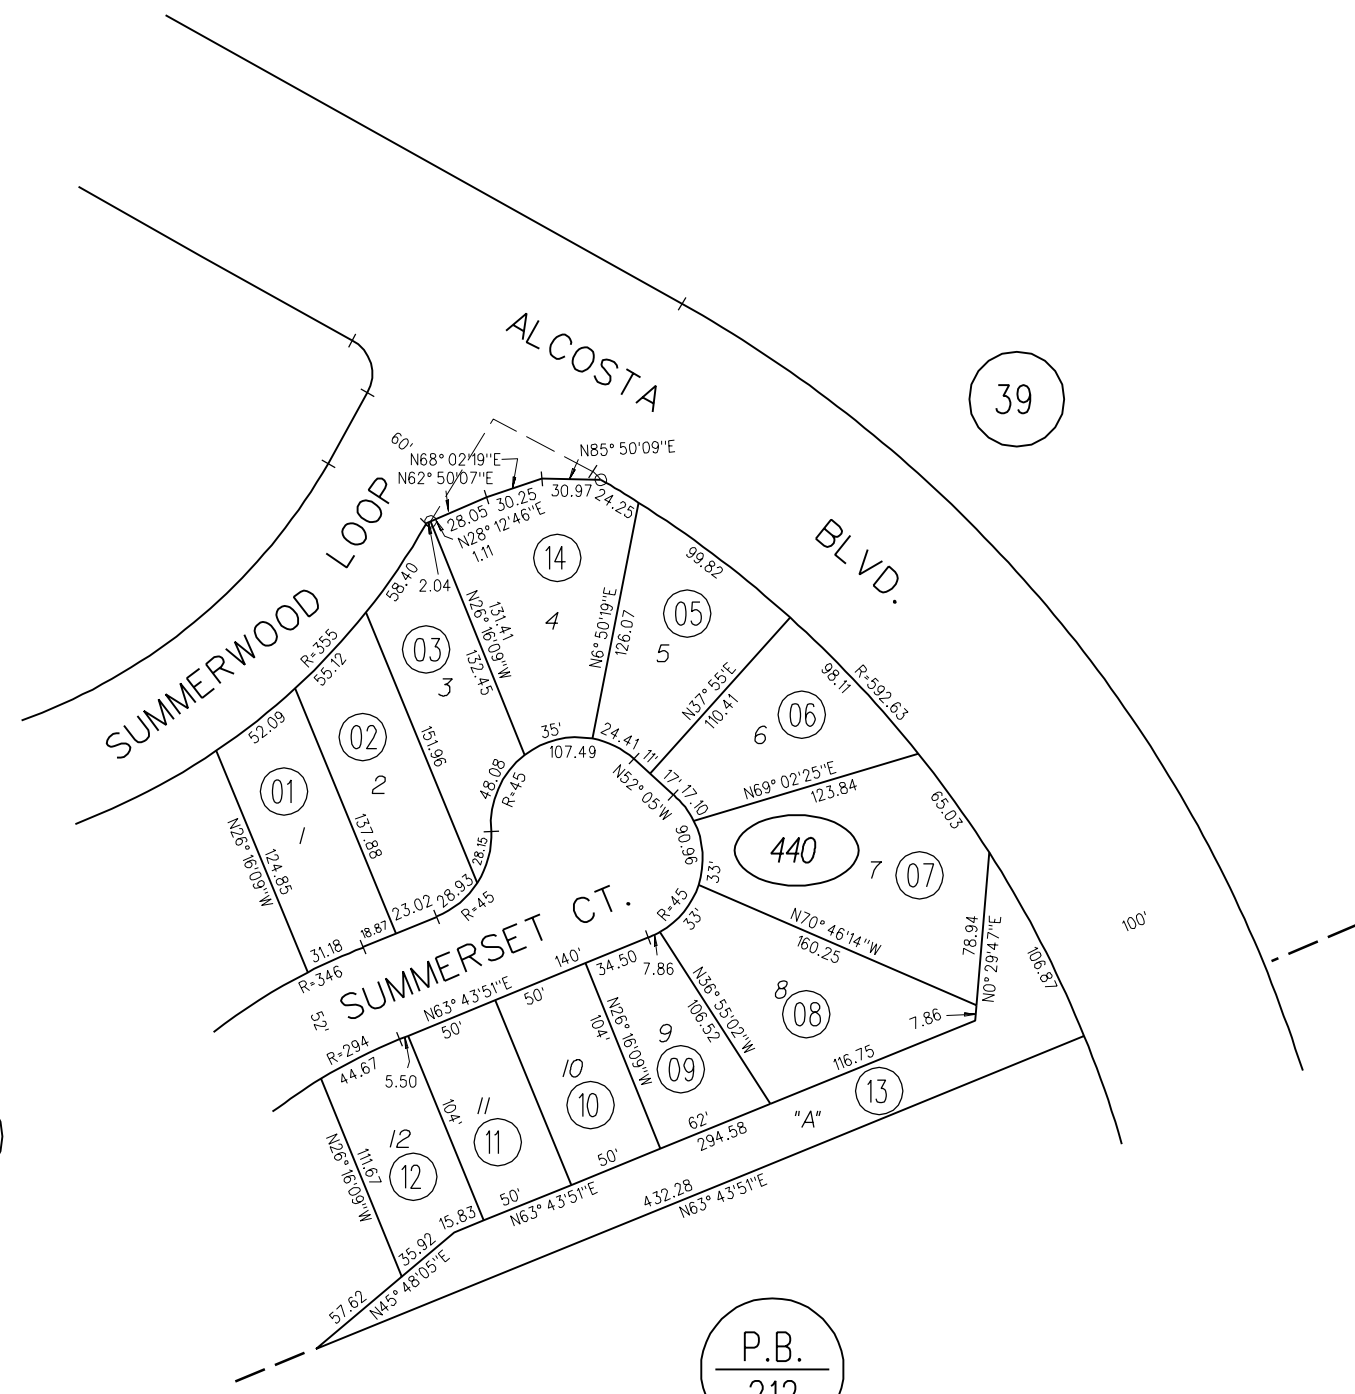 ALCOSTA
BLVD.
39
60'
N68° 02'19"E
N62° 50'07"E
N85° 50'09"E
28.05
30.25
30.97
24.25
N28° 12'46"E
1.11
2.04
SUMMERWOOD LOOP
58.40
R=355
55.12
52.09
14
4
131.41
N26° 16'09"W
132.45
N6° 50'19"E
126.07
99.82
05
5
N37° 55'E
110.41
98.11
R=592.63
06
6
03
3
151.96
02
2
137.88
01
1
N26° 16'09"W
124.85
35'
107.49
24.41
11'
17'
17.10
N52° 05'W
48.08
R=45
28.15
28.93
R=45
23.02
18.87
31.18
R=346
N69° 02'25"E
123.84
65.03
90.96
33'
440
7
07
R=45
33'
N70° 46'14"W
160.25
78.94
N0° 29'47"E
106.87
100'
SUMMERSET CT.
52'
R=294
44.67
5.50
N63° 43'51"E
50'
50'
140'
34.50
7.86
N36° 55'02"W
106.52
8
08
7.86
116.75
9
09
N26° 16'09"W
104'
10
10
104'
11
11
12
12
N26° 16'09"W
111.67
62'
294.58
"A"
13
50'
50'
N63° 43'51"E
15.83
35.92
N45° 48'05"E
57.62
432.28
N63° 43'51"E
P.B.
212